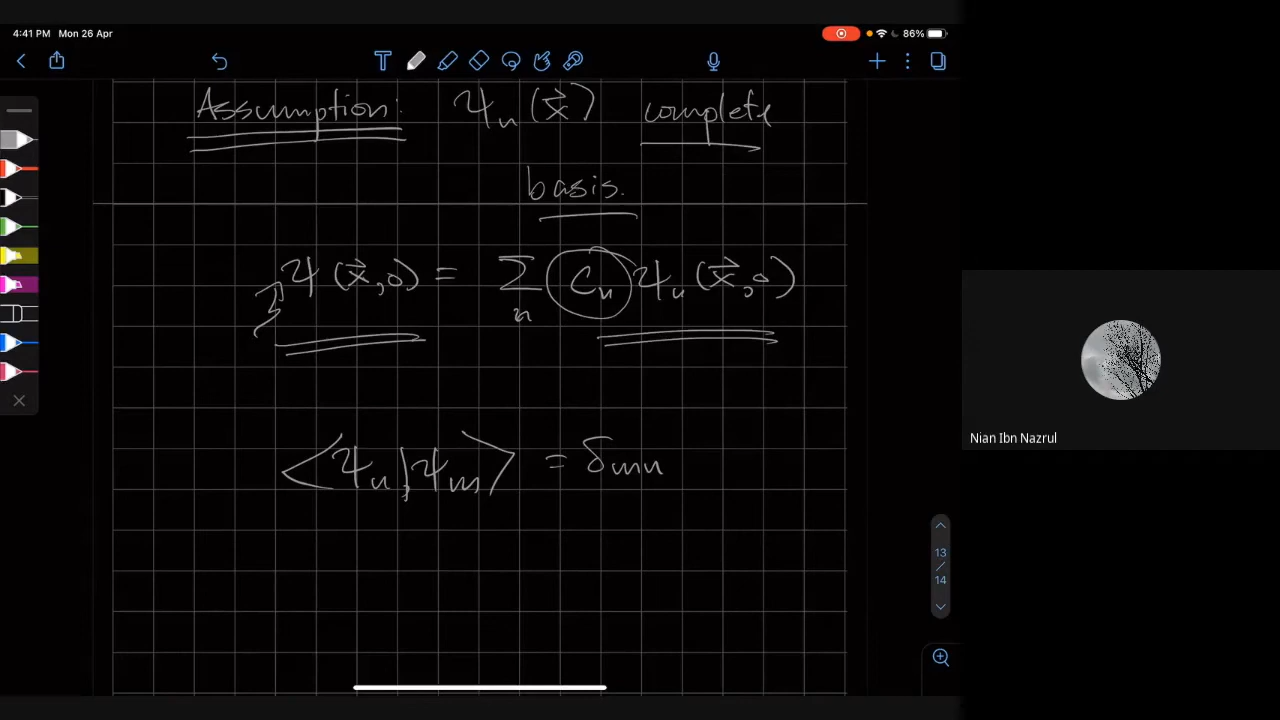 4:41 PM Mon 26 Apr
86%
Assumption: Ψn(x⃗) complete
basis.
Ψ(x⃗,0) = Σn Cn Ψn(x⃗,0)
<Ψn|Ψm> = δmn
13
/
14
Nian Ibn Nazrul